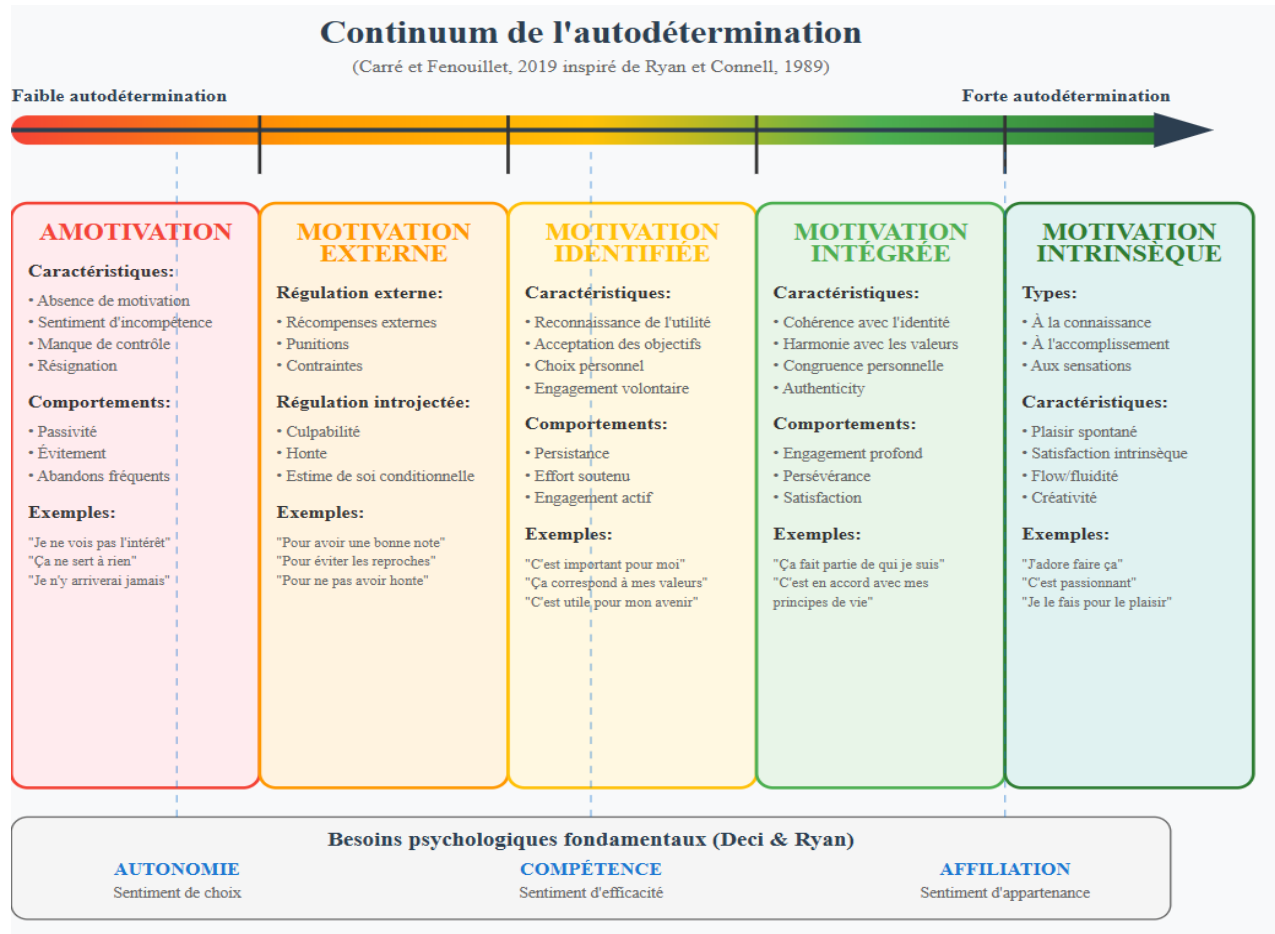 Continuum de l'autodétermination
(Carré et Fenouillet, 2019 inspiré de Ryan et Connell, 1989)
Faible autodétermination
Forte autodétermination
AMOTIVATION
Caractéristiques:
• Absence de motivation
• Sentiment d'incompétence
• Manque de contrôle
• Résignation
Comportements:
• Passivité
• Évitement
• Abandons fréquents
Exemples:
"Je ne vois pas l'intérêt"
"Ça ne sert à rien"
"Je n'y arriverai jamais"
MOTIVATION
EXTERNE
Régulation externe:
• Récompenses externes
• Punitions
• Contraintes
Régulation introjectée:
• Culpabilité
• Honte
• Estime de soi conditionnelle
Exemples:
"Pour avoir une bonne note"
"Pour éviter les reproches"
"Pour ne pas avoir honte"
MOTIVATION
IDENTIFIÉE
Caractéristiques:
• Reconnaissance de l'utilité
• Acceptation des objectifs
• Choix personnel
• Engagement volontaire
Comportements:
• Persistance
• Effort soutenu
• Engagement actif
Exemples:
"C'est important pour moi"
"Ça correspond à mes valeurs"
"C'est utile pour mon avenir"
MOTIVATION
INTÉGRÉE
Caractéristiques:
• Cohérence avec l'identité
• Harmonie avec les valeurs
• Congruence personnelle
• Authenticity
Comportements:
• Engagement profond
• Persévérance
• Satisfaction
Exemples:
"Ça fait partie de qui je suis"
"C'est en accord avec mes
principes de vie"
MOTIVATION
INTRINSÈQUE
Types:
• À la connaissance
• À l'accomplissement
• Aux sensations
Caractéristiques:
• Plaisir spontané
• Satisfaction intrinsèque
• Flow/fluidité
• Créativité
Exemples:
"J'adore faire ça"
"C'est passionnant"
"Je le fais pour le plaisir"
Besoins psychologiques fondamentaux (Deci & Ryan)
AUTONOMIE
Sentiment de choix
COMPÉTENCE
Sentiment d'efficacité
AFFILIATION
Sentiment d'appartenance